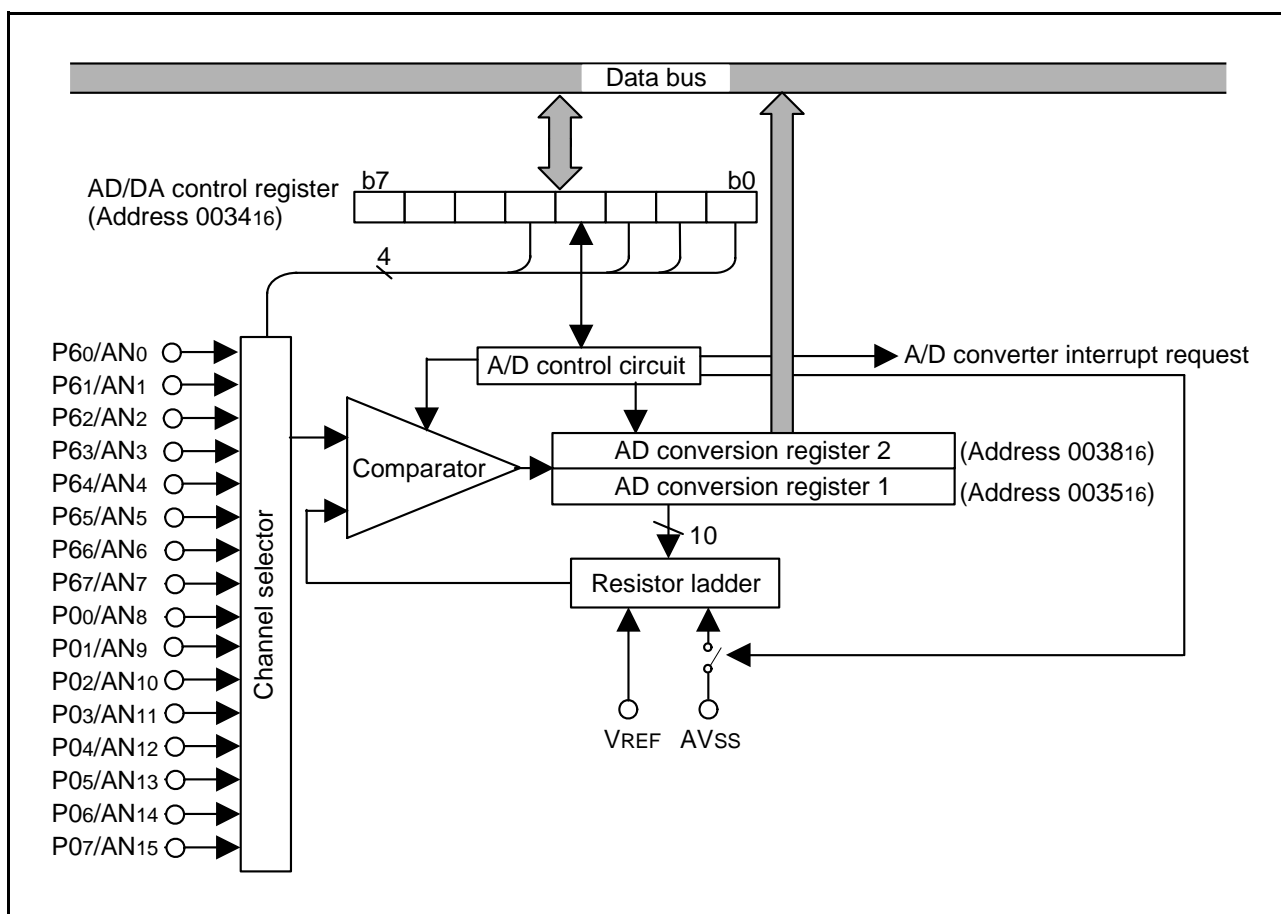 Data bus
b7
b0
AD/DA control register
(Address 003416)
4
P60/AN0
P61/AN1
P62/AN2
P63/AN3
P64/AN4
P65/AN5
P66/AN6
P67/AN7
P00/AN8
P01/AN9
P02/AN10
P03/AN11
P04/AN12
P05/AN13
P06/AN14
P07/AN15
Channel selector
A/D control circuit
A/D converter interrupt request
Comparator
AD conversion register 2
(Address 003816)
AD conversion register 1
(Address 003516)
10
Resistor ladder
VREF
AVSS